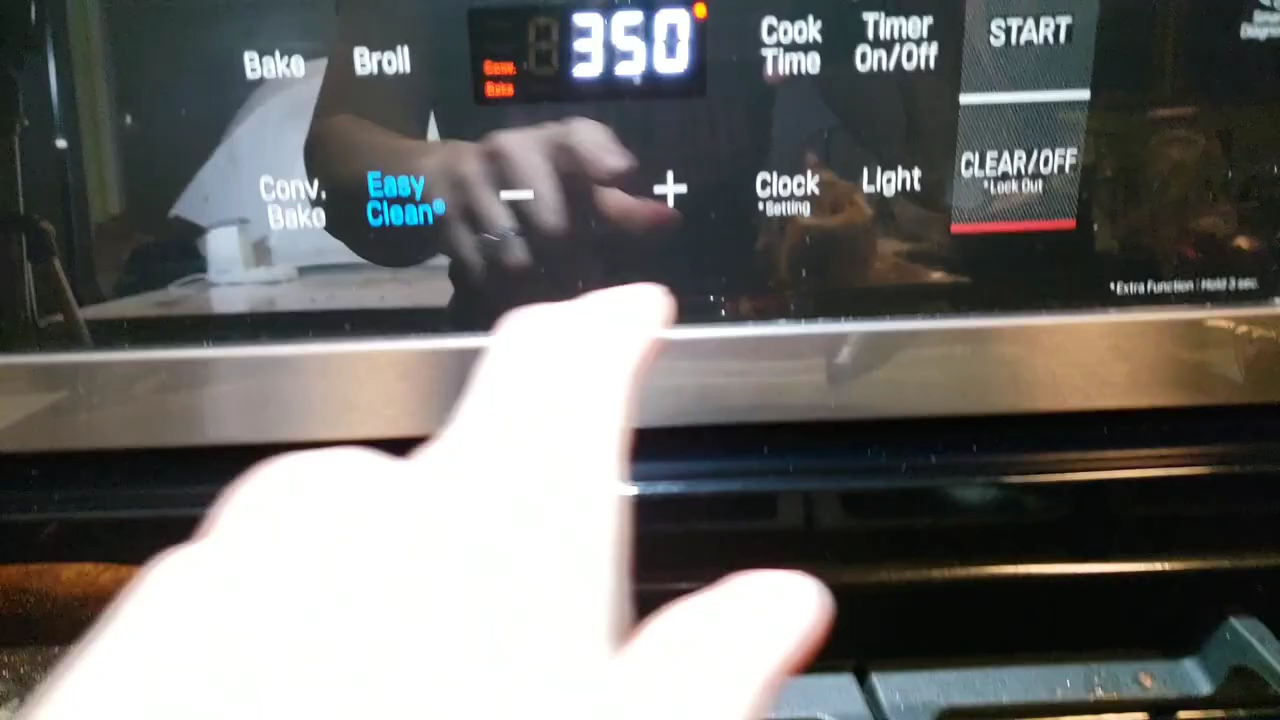 Bake
Broil
Conv.
Bake
350
Cook
Time
Timer
On/Off
START
Conv.
Bake
Easy
Clean®
−
+
Clock
*Setting
Light
CLEAR/OFF
*Lock Out
*Extra Function : Hold 3 sec.